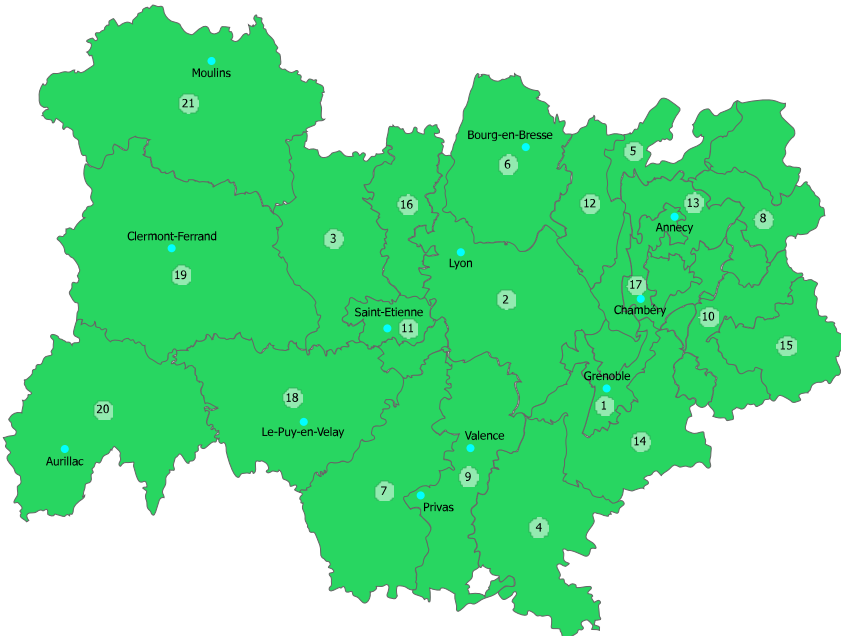 Moulins
21
Bourg-en-Bresse
6
5
12
16
13
Annecy
8
Clermont-Ferrand
19
3
Lyon
2
17
Chambéry
10
15
Saint-Etienne
11
Grenoble
1
18
Le-Puy-en-Velay
20
Aurillac
Valence
14
9
7
Privas
4